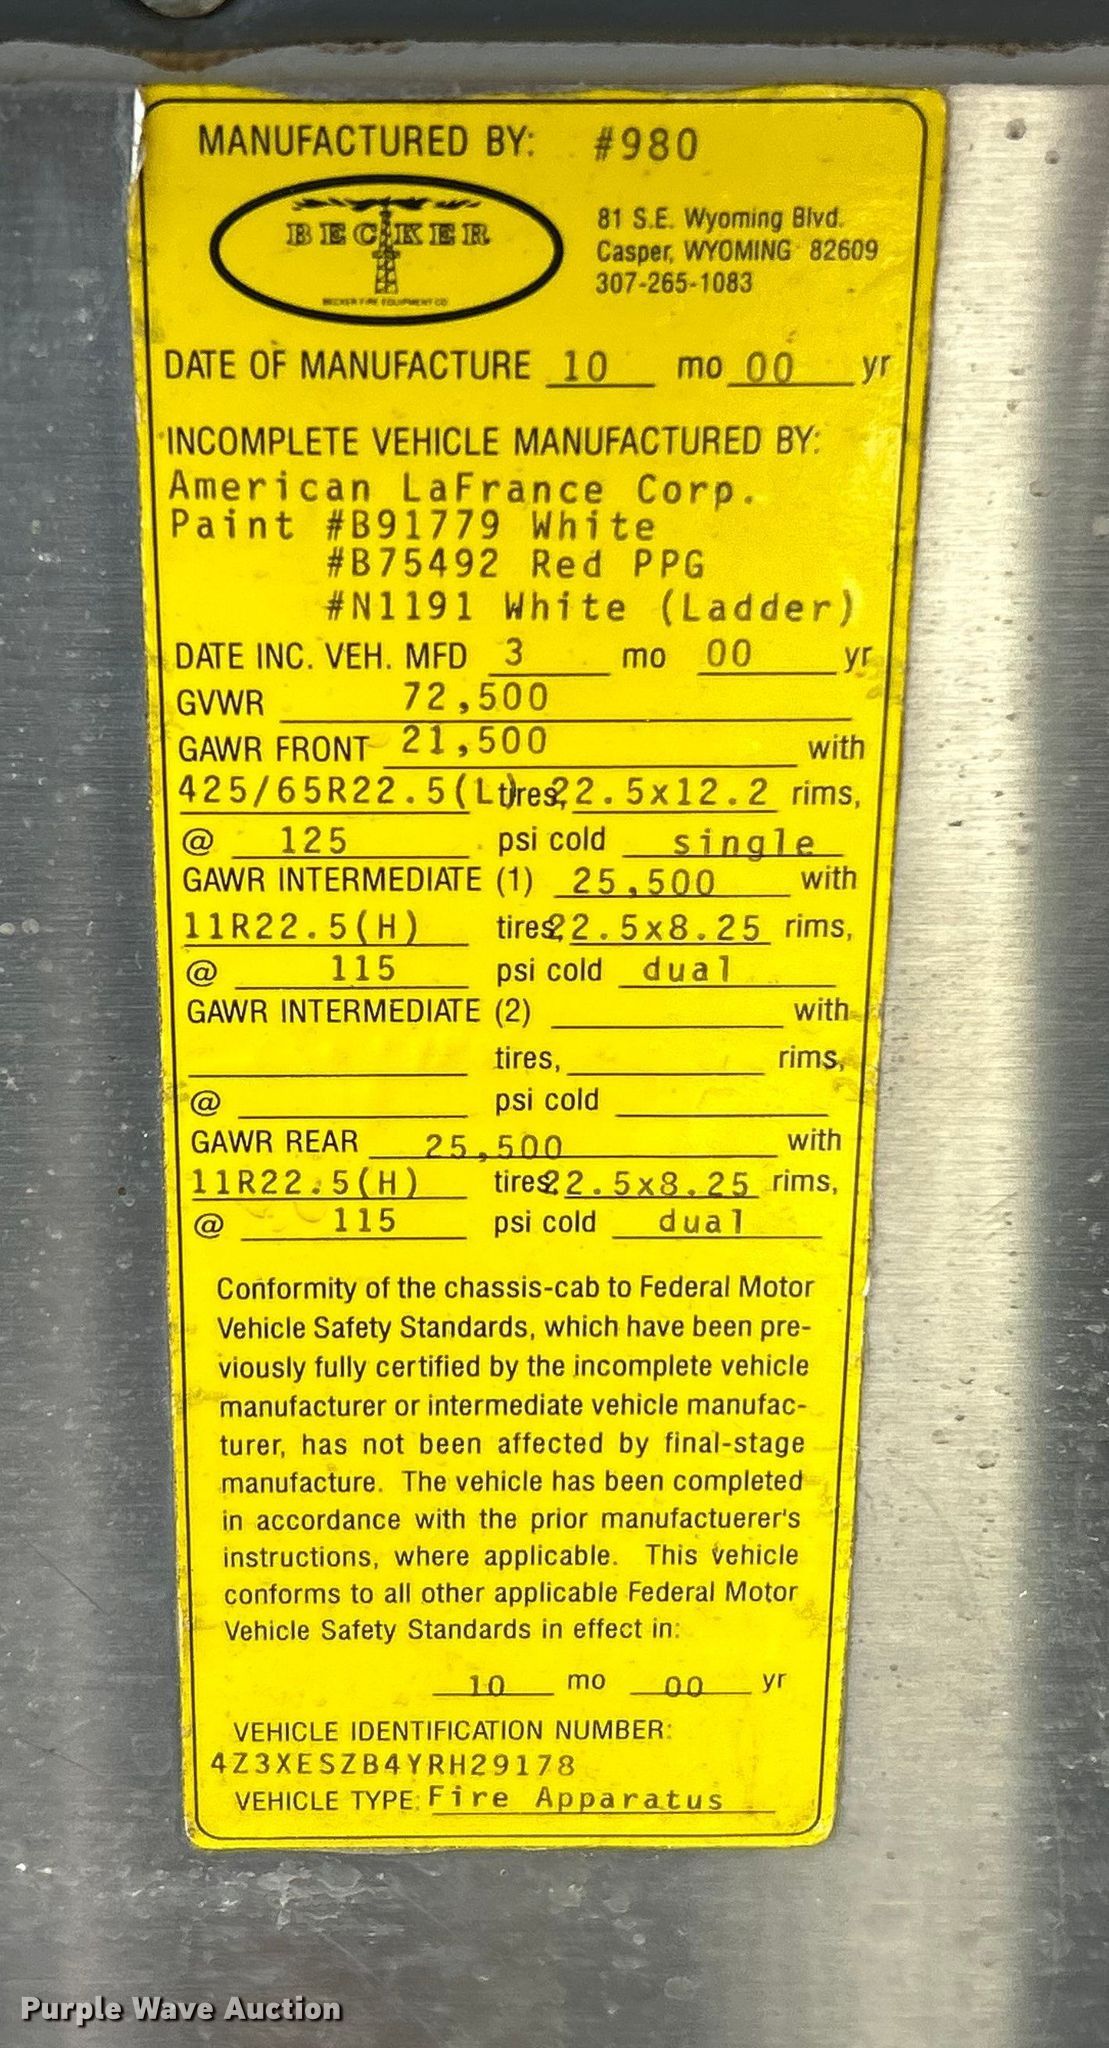 MANUFACTURED BY: #980
BECKER
BECKER FIRE EQUIPMENT CO
81 S.E. Wyoming Blvd.
Casper, WYOMING 82609
307-265-1083
DATE OF MANUFACTURE 10 mo 00 yr
INCOMPLETE VEHICLE MANUFACTURED BY:
American LaFrance Corp.
Paint #B91779 White
#B75492 Red PPG
#N1191 White (Ladder)
DATE INC. VEH. MFD 3 mo 00 yr
GVWR 72,500
GAWR FRONT 21,500 with
425/65R22.5(L) tires, 22.5x12.2 rims,
@ 125 psi cold single
GAWR INTERMEDIATE (1) 25,500 with
11R22.5(H) tires, 22.5x8.25 rims,
@ 115 psi cold dual
GAWR INTERMEDIATE (2) with
tires, rims,
@ psi cold
GAWR REAR 25,500 with
11R22.5(H) tires, 22.5x8.25 rims,
@ 115 psi cold dual
Conformity of the chassis-cab to Federal Motor
Vehicle Safety Standards, which have been pre-
viously fully certified by the incomplete vehicle
manufacturer or intermediate vehicle manufac-
turer, has not been affected by final-stage
manufacture. The vehicle has been completed
in accordance with the prior manufactuerer's
instructions, where applicable. This vehicle
conforms to all other applicable Federal Motor
Vehicle Safety Standards in effect in:
10 mo 00 yr
VEHICLE IDENTIFICATION NUMBER:
4Z3XESZB4YRH29178
VEHICLE TYPE: Fire Apparatus
Purple Wave Auction